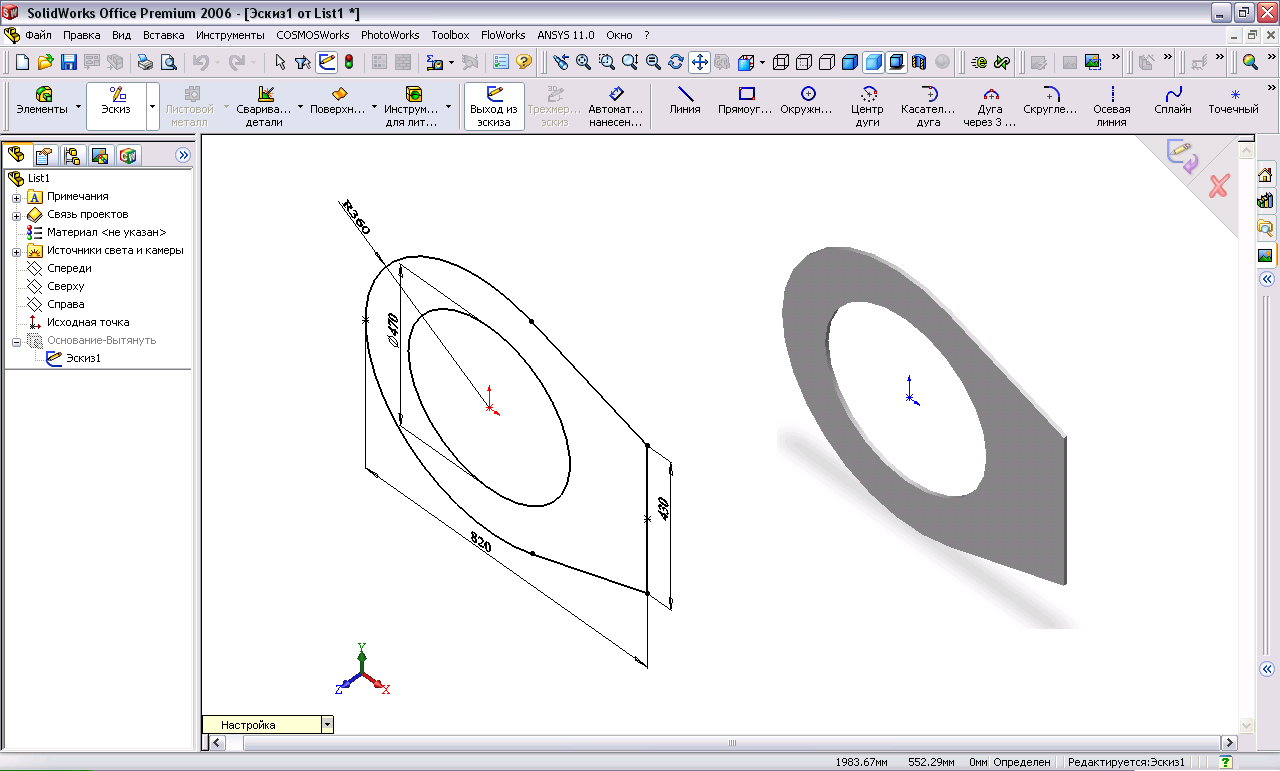 SolidWorks Office Premium 2006 - [Эскиз1 от List1 *]
Файл Правка Вид Вставка Инструменты COSMOSWorks PhotoWorks Toolbox FloWorks ANSYS 11.0 Окно ?
Элементы
Эскиз
Листовой
металл
Сварива...
детали
Поверхн...
Инструм...
для лит...
Выход из
эскиза
Трехмер...
эскиз
Автомат...
нанесен...
Линия
Прямоуг...
Окружн...
Центр
дуги
Касател...
дуга
Дуга
через 3 ...
Скругле...
Осевая
линия
Сплайн
Точечный
List1
Примечания
Связь проектов
Материал <не указан>
Источники света и камеры
Спереди
Сверху
Справа
Исходная точка
Основание-Вытянуть
Эскиз1
R360
∅470
820
430
Y
Z
X
Настройка
1983.67мм 552.29мм 0мм Определен Редактируется:Эскиз1 ?